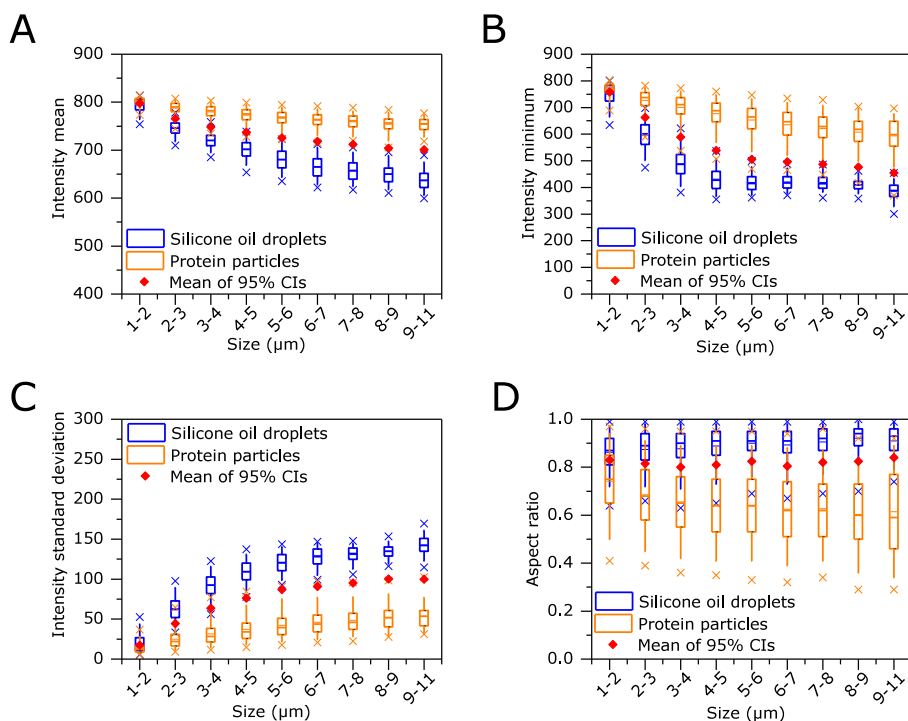 A
900
800
700
600
500
400
Intensity mean
Silicone oil droplets
Protein particles
Mean of 95% CIs
1-2
2-3
3-4
4-5
5-6
6-7
7-8
8-9
9-11
Size (µm)
B
900
800
700
600
500
400
300
200
100
0
Intensity minimum
Silicone oil droplets
Protein particles
Mean of 95% CIs
1-2
2-3
3-4
4-5
5-6
6-7
7-8
8-9
9-11
Size (µm)
C
300
250
200
150
100
50
0
Intensity standard deviation
Silicone oil droplets
Protein particles
Mean of 95% CIs
1-2
2-3
3-4
4-5
5-6
6-7
7-8
8-9
9-11
Size (µm)
D
1.0
0.8
0.6
0.4
0.2
0.0
Aspect ratio
Silicone oil droplets
Protein particles
Mean of 95% CIs
1-2
2-3
3-4
4-5
5-6
6-7
7-8
8-9
9-11
Size (µm)